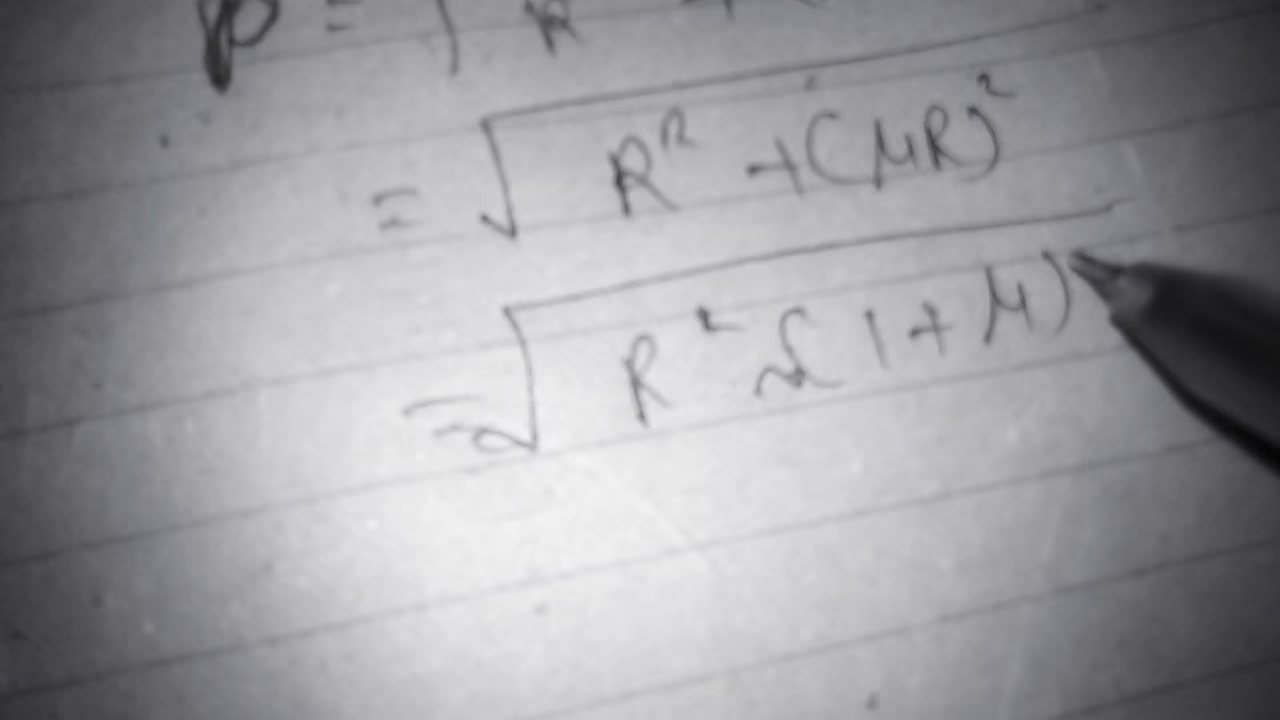 p = √ R +
= √ R² + (μR)²
= √ R² { 1 + μ)